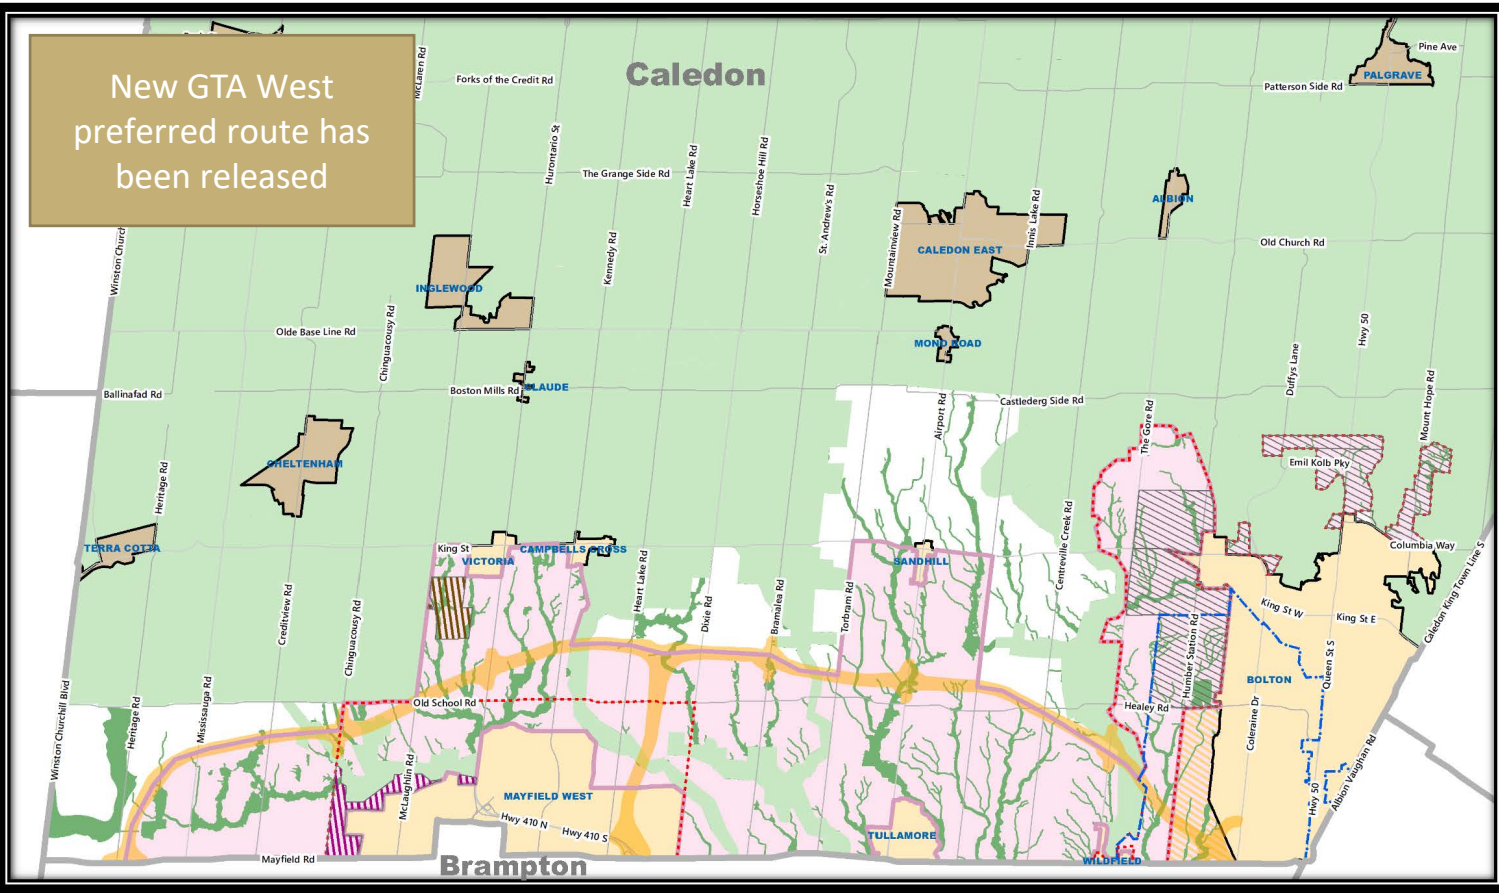 New GTA West
preferred route has
been released
Caledon
Pine Ave
PALGRAVE
Patterson Side Rd
McLaren Rd
Forks of the Credit Rd
Hurontario St
The Grange Side Rd
Heart Lake Rd
Horseshoe Hill Rd
St. Andrew's Rd
Mountainview Rd
Innis Lake Rd
ALBION
CALEDON EAST
Old Church Rd
Winston Church
Kennedy Rd
INGLEWOOD
Olde Base Line Rd
Chinguacousy Rd
MONO ROAD
Hwy 50
Duffys Lane
Mount Hope Rd
Ballinafad Rd
Boston Mills Rd
CLAUDE
Airport Rd
Castlederg Side Rd
The Gore Rd
CHELTENHAM
Heritage Rd
Emil Kolb Pky
TERRA COTTA
King St
VICTORIA
CAMPBELLS CROSS
Heart Lake Rd
SANDHILL
Centreville Creek Rd
Columbia Way
Caledon King Town Line S
Creditview Rd
Chinguacousy Rd
Dixie Rd
Bramalea Rd
Torbram Rd
King St W
King St E
Humber Station Rd
Queen St S
BOLTON
Winston Churchill Blvd
Heritage Rd
Mississauga Rd
Old School Rd
Healey Rd
Coleraine Dr
McLaughlin Rd
MAYFIELD WEST
Hwy 410 N
Hwy 410 S
TULLAMORE
Hwy 50
Albion Vaughan Rd
Mayfield Rd
Brampton
WILDFIELD